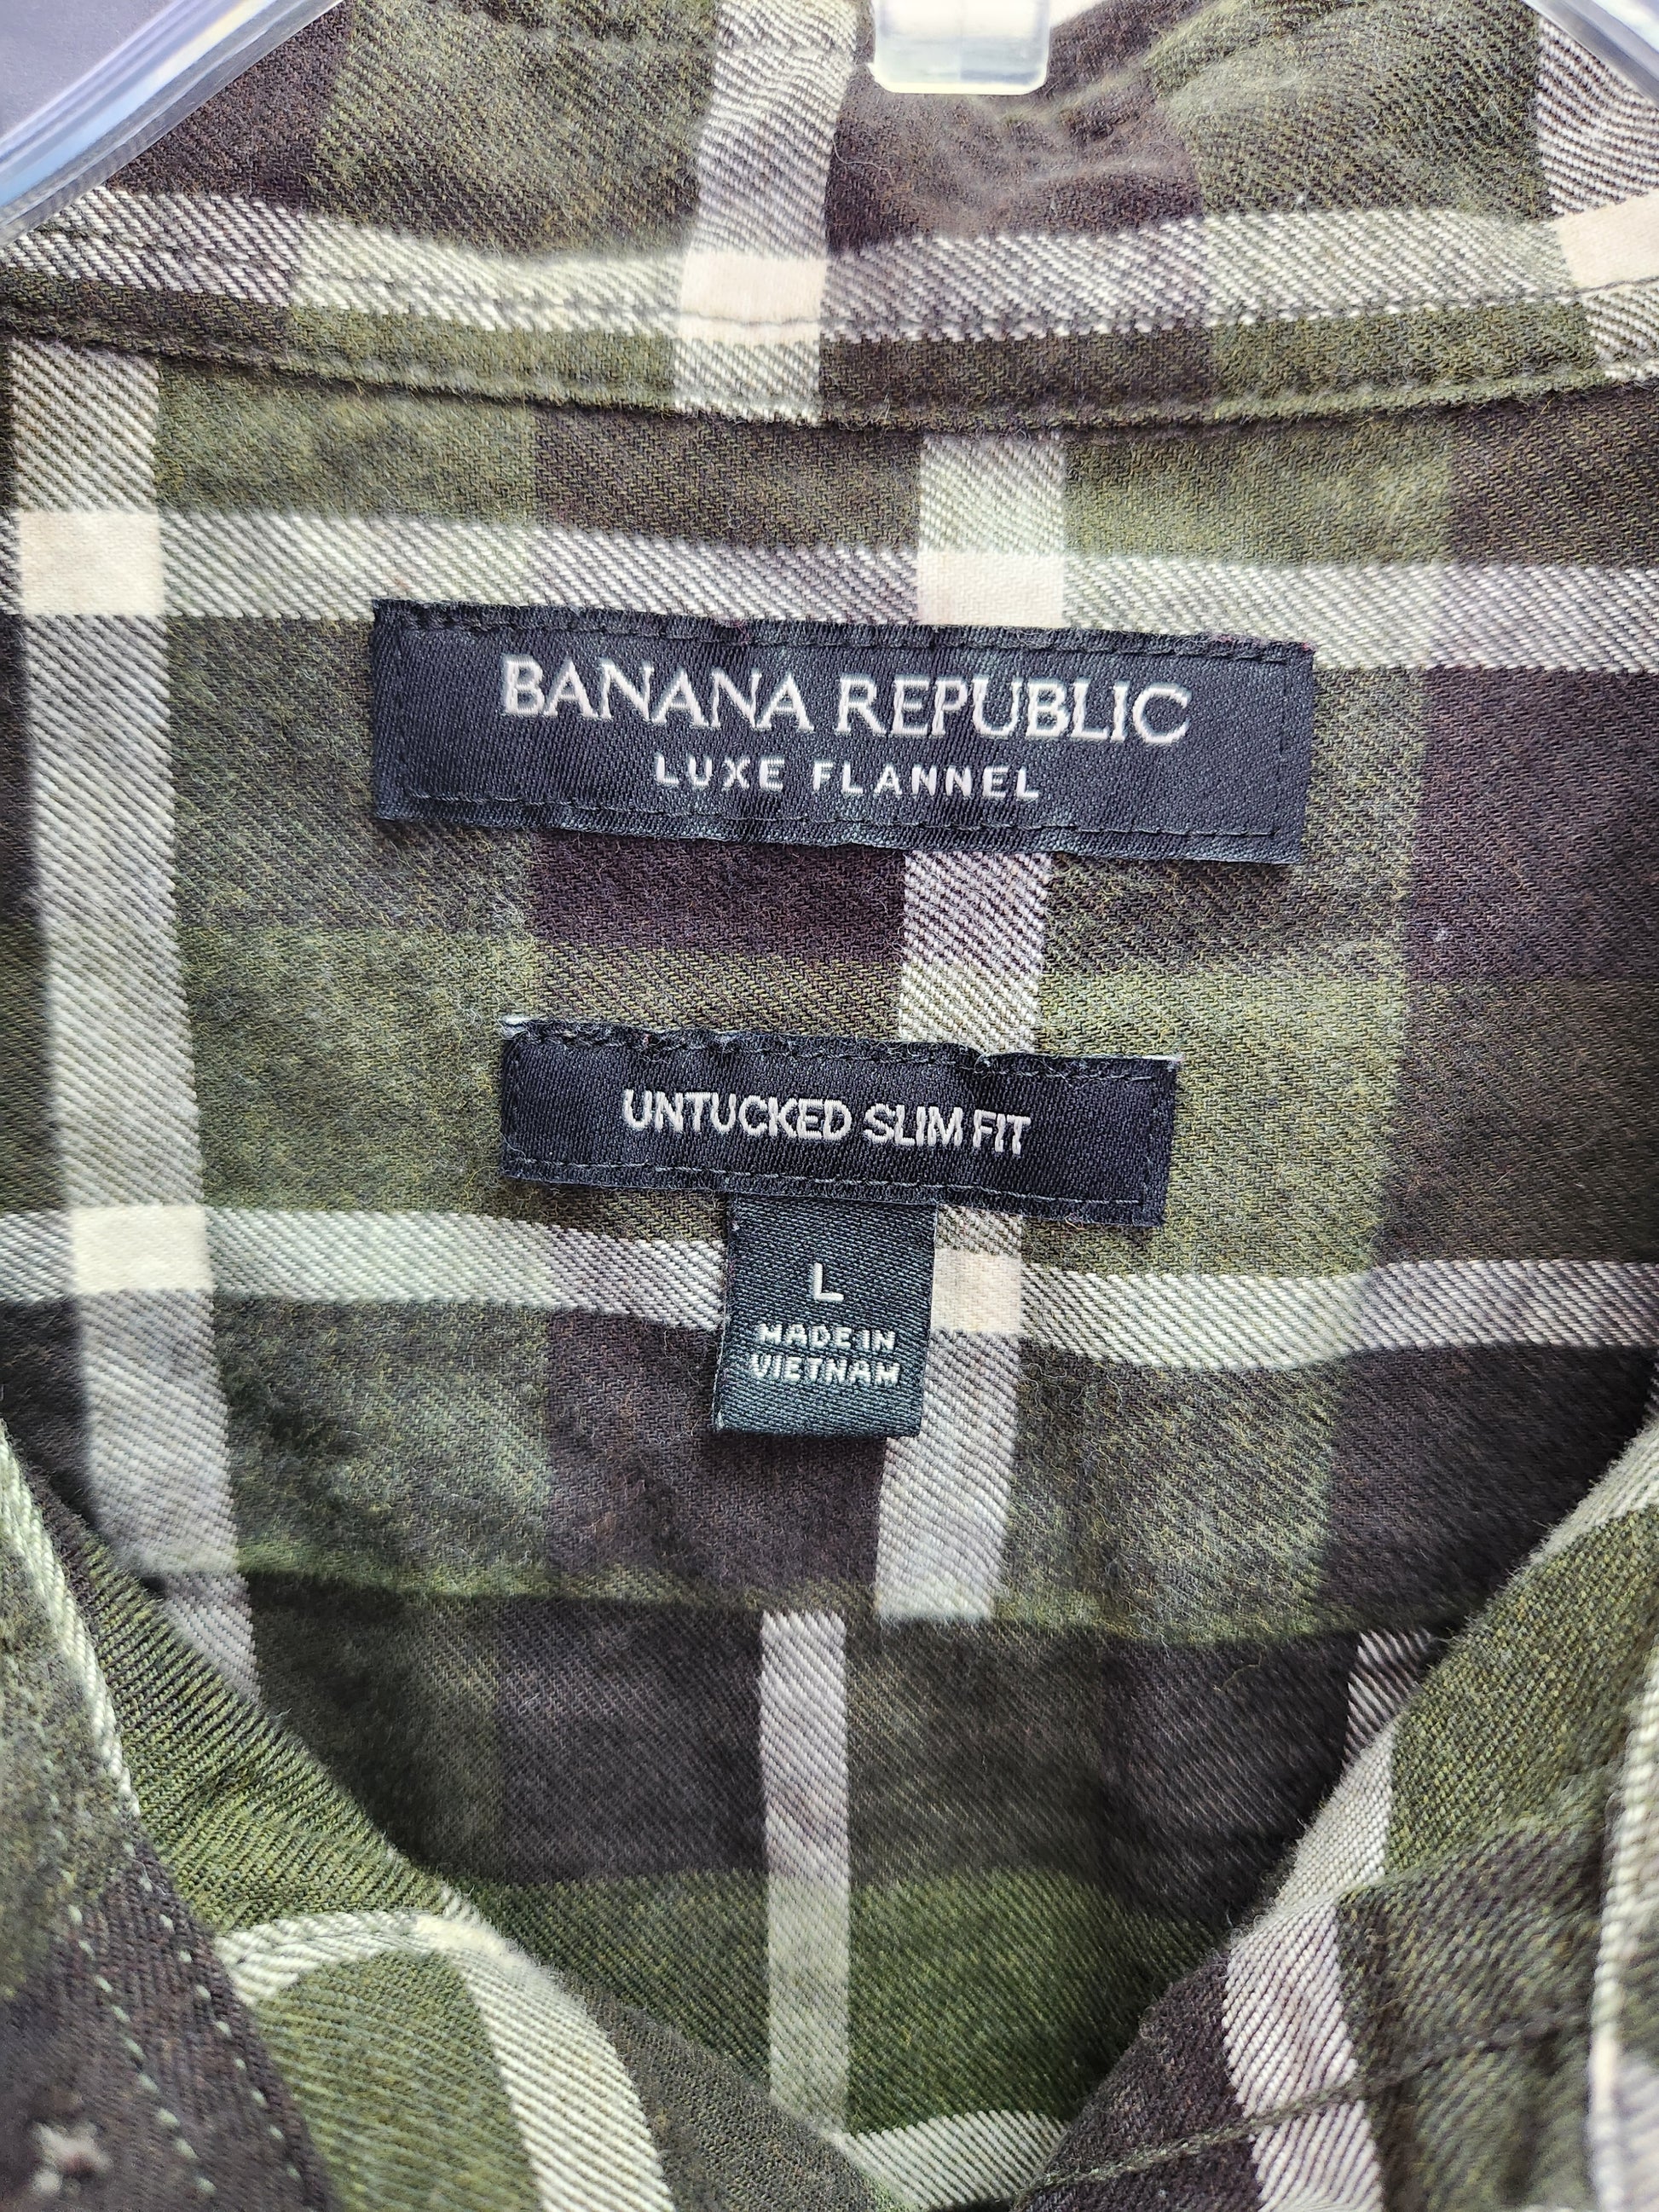 BANANA REPUBLIC
LUXE FLANNEL
UNTUCKED SLIM FIT
L
MADE IN
VIETNAM